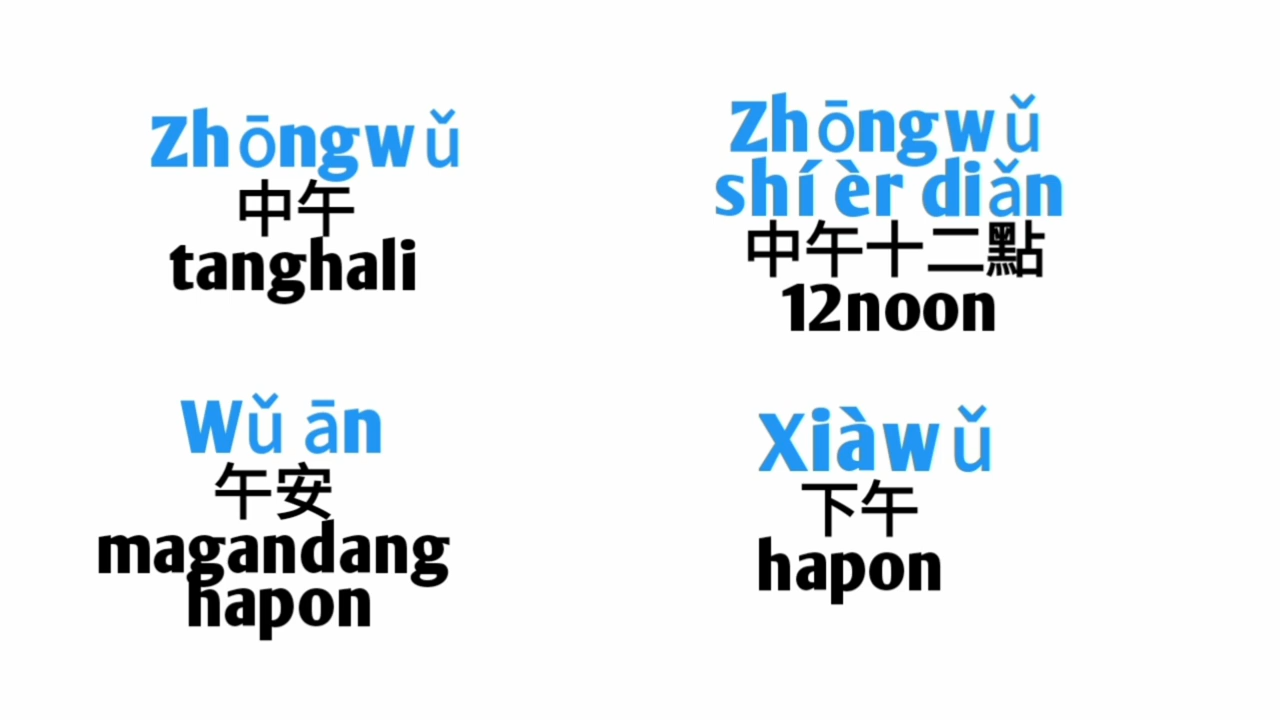 Zhōngwǔ
中午
tanghali
Zhōngwǔ
shí èr diǎn
中午十二點
12noon
Wǔ ān
午安
magandang
hapon
Xiàwǔ
下午
hapon